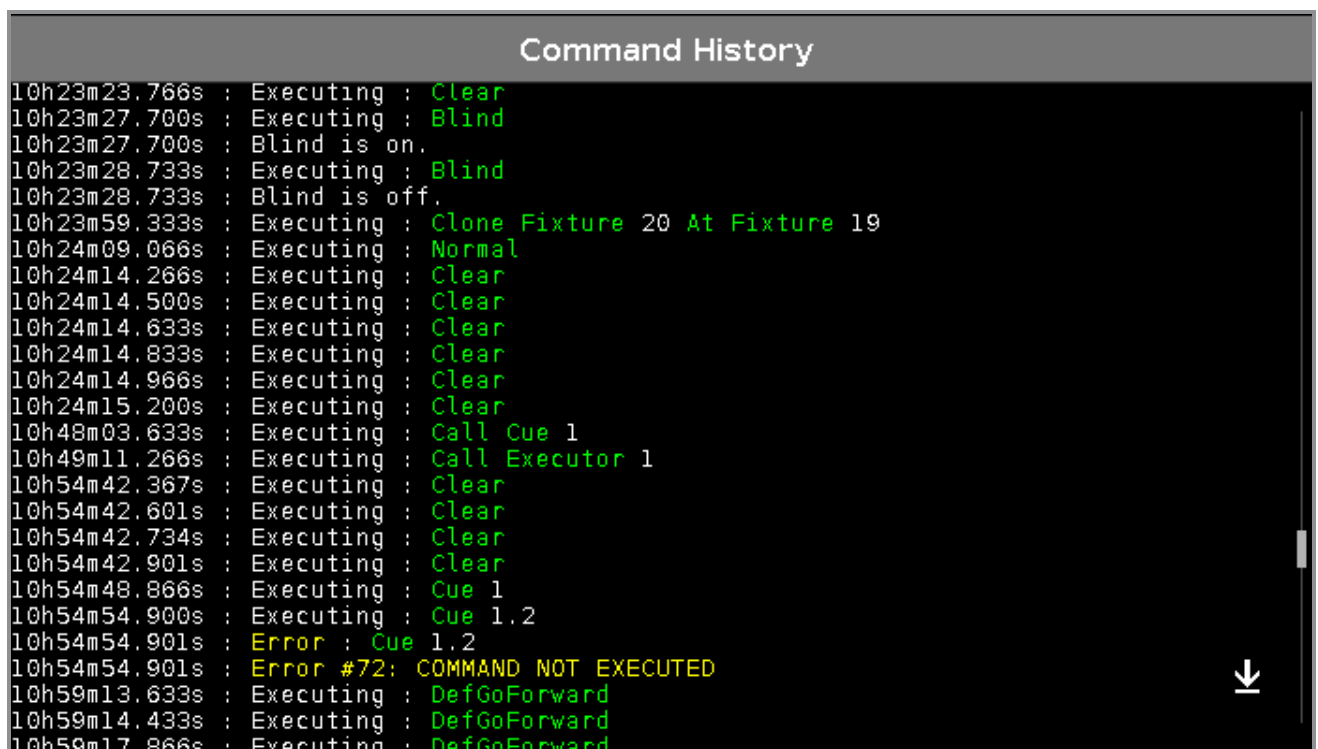 Command History
10h23m23.766s : Executing : Clear
10h23m27.700s : Executing : Blind
10h23m27.700s : Blind is on.
10h23m28.733s : Executing : Blind
10h23m28.733s : Blind is off.
10h23m59.333s : Executing : Clone Fixture 20 At Fixture 19
10h24m09.066s : Executing : Normal
10h24m14.266s : Executing : Clear
10h24m14.500s : Executing : Clear
10h24m14.633s : Executing : Clear
10h24m14.833s : Executing : Clear
10h24m14.966s : Executing : Clear
10h24m15.200s : Executing : Clear
10h48m03.633s : Executing : Call Cue 1
10h49m11.266s : Executing : Call Executor 1
10h54m42.367s : Executing : Clear
10h54m42.601s : Executing : Clear
10h54m42.734s : Executing : Clear
10h54m42.901s : Executing : Clear
10h54m48.866s : Executing : Cue 1
10h54m54.900s : Executing : Cue 1.2
10h54m54.901s : Error : Cue 1.2
10h54m54.901s : Error #72: COMMAND NOT EXECUTED
10h59m13.633s : Executing : DefGoForward
10h59m14.433s : Executing : DefGoForward
10h59m17.866s : Executing : DefGoForward